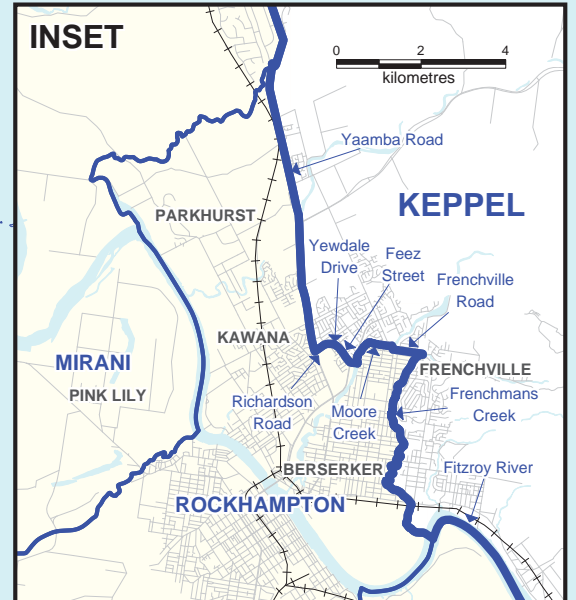 INSET
0 2 4
kilometres
Yaamba Road
KEPPEL
PARKHURST
Yewdale
Drive
Feez
Street
Frenchville
Road
KAWANA
MIRANI
PINK LILY
FRENCHVILLE
Richardson
Road
Moore
Creek
Frenchmans
Creek
BERSERKER
Fitzroy River
ROCKHAMPTON